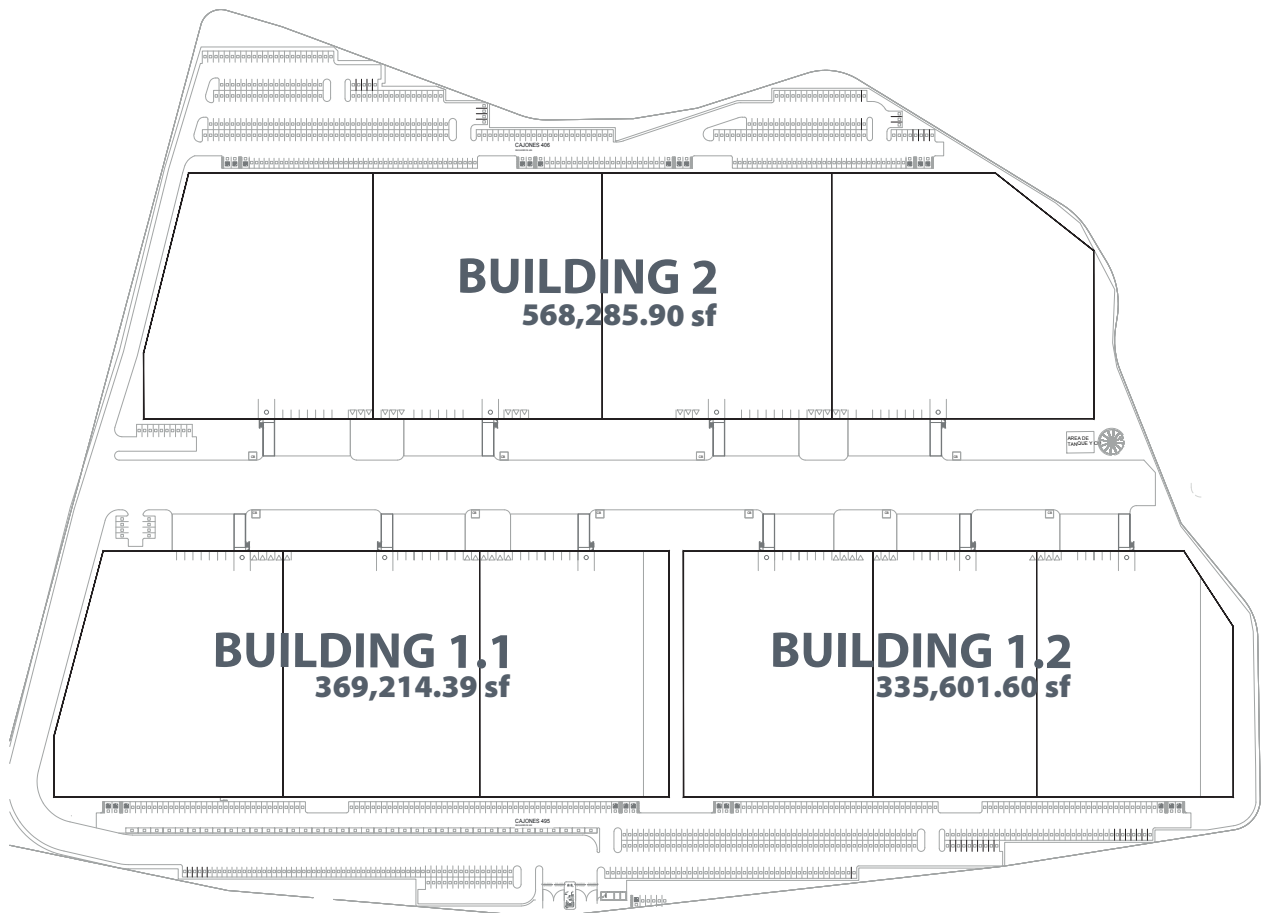 CAJONES 406
BUILDING 2
568,285.90 sf
AREA DE
TANQUE Y
BUILDING 1.1
369,214.39 sf
BUILDING 1.2
335,601.60 sf
CAJONES 495